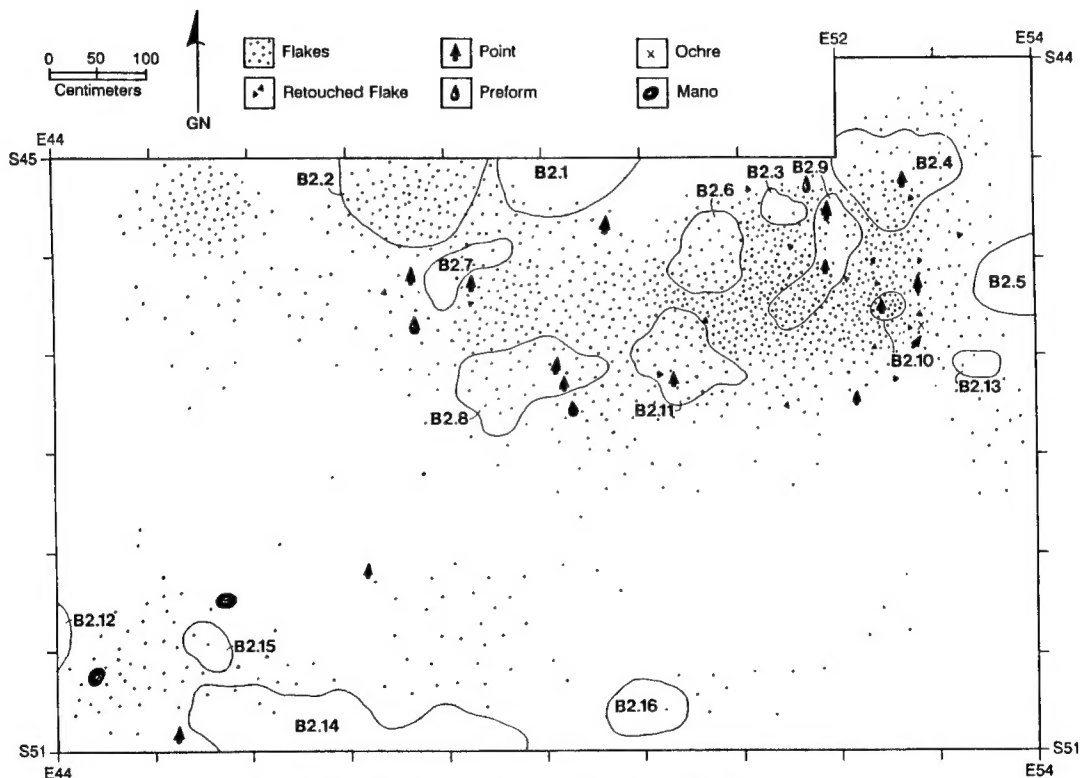 0 50 100
Centimeters
GN
Flakes
Retouched Flake
Point
Preform
Ochre
Mano
E52
E54
S44
E44
S45
B2.2
B2.1
B2.6
B2.3
B2.9
B2.4
B2.7
B2.5
B2.10
B2.13
B2.8
B2.11
B2.12
B2.15
B2.14
B2.16
S51
S51
E44
E54